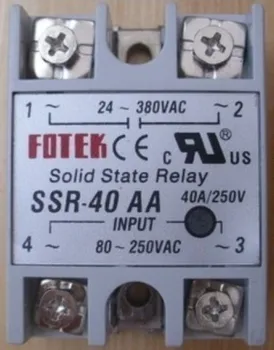 1 ~ 24 ~ 380VAC ~ 2
FOTEK CE c RU ® US
Solid State Relay
SSR-40 AA 40A/250V
INPUT
4 ~ 80 ~ 250VAC ~ 3